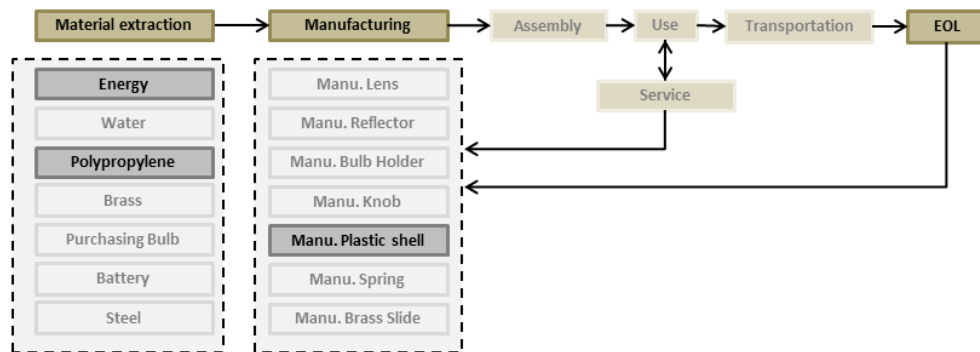 Material extraction
Manufacturing
Assembly
Use
Transportation
EOL
Service
Energy
Water
Polypropylene
Brass
Purchasing Bulb
Battery
Steel
Manu. Lens
Manu. Reflector
Manu. Bulb Holder
Manu. Knob
Manu. Plastic shell
Manu. Spring
Manu. Brass Slide